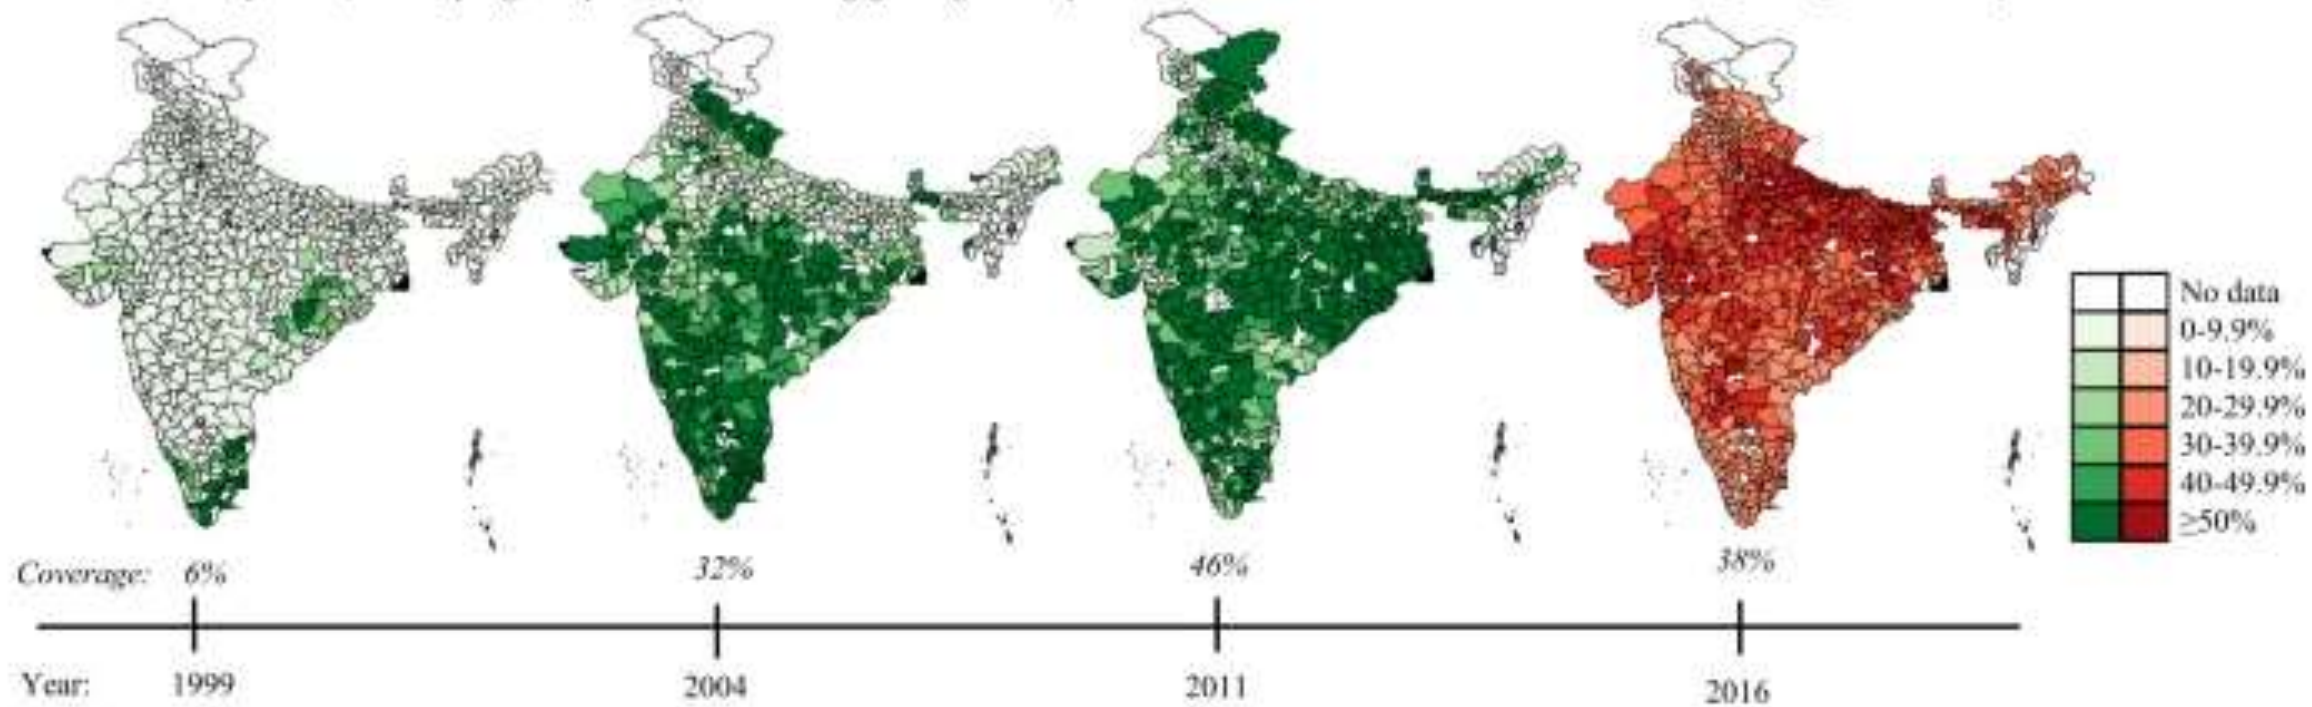 No data
0-9.9%
10-19.9%
20-29.9%
30-39.9%
40-49.9%
≥50%
Coverage: 6% 32% 46% 38%
Year: 1999 2004 2011 2016